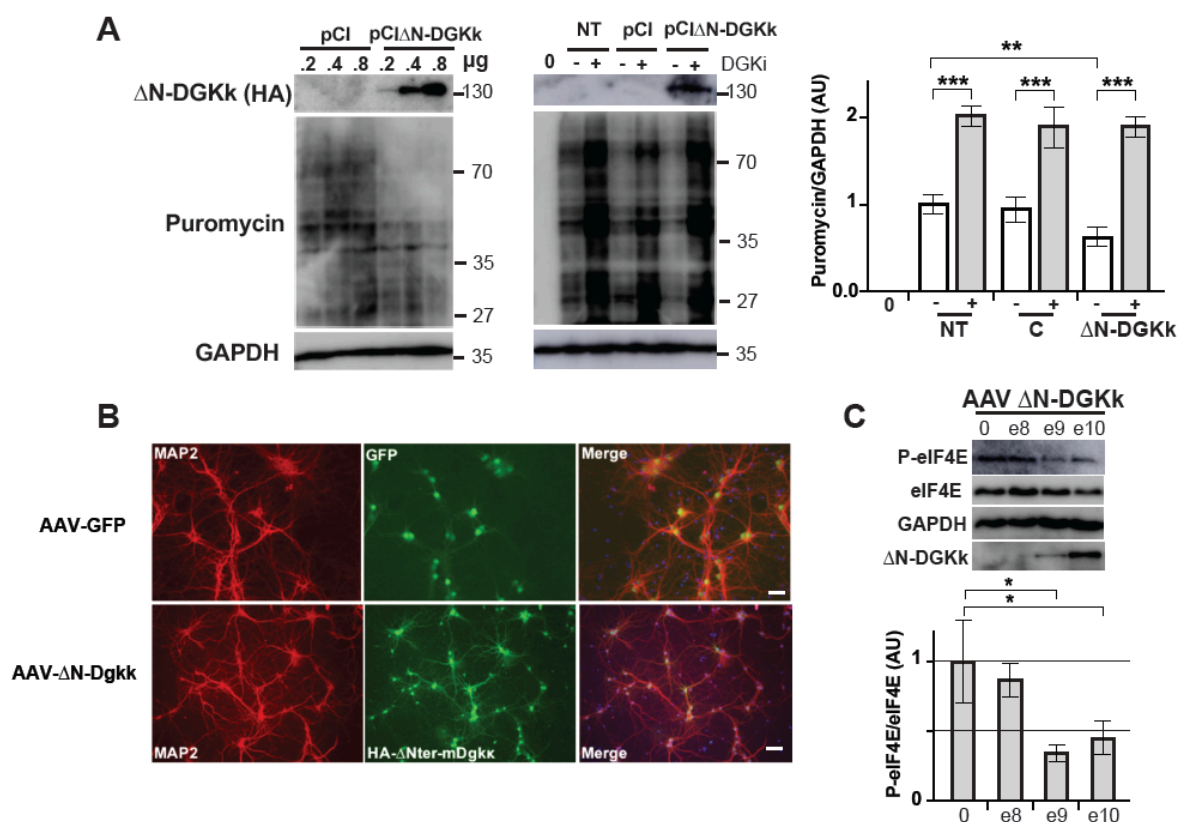 A
pCI pCIΔN-DGKk
.2 .4 .8 .2 .4 .8 µg
ΔN-DGKk (HA)
130
Puromycin
70
35
27
GAPDH
35
NT pCI pCIΔN-DGKk
0 - + - + - + DGKi
130
70
35
27
35
Puromycin/GAPDH (AU)
2
1
0.0
**
*** *** ***
0 - + - + - +
NT C ΔN-DGKk
B
MAP2 GFP Merge
AAV-GFP
AAV-ΔN-Dgkk
MAP2 HA-ΔNter-mDgkκ Merge
C
AAV ΔN-DGKk
0 e8 e9 e10
P-eIF4E
eIF4E
GAPDH
ΔN-DGKk
*
*
P-eIF4E/eIF4E (AU)
1
0
0 e8 e9 e10